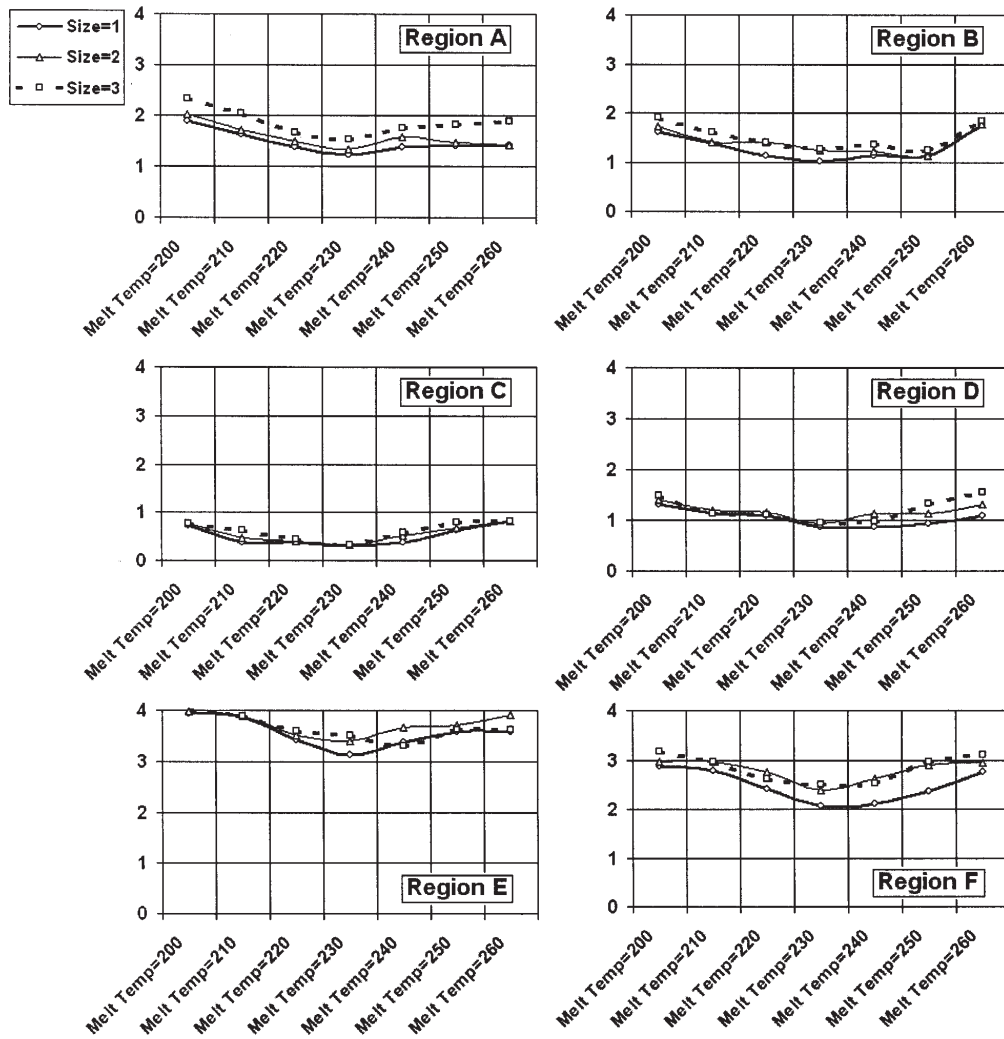 Size=1
Size=2
Size=3
Region A
4
3
2
1
0
Melt Temp=200
Melt Temp=210
Melt Temp=220
Melt Temp=230
Melt Temp=240
Melt Temp=250
Melt Temp=260
Region B
4
3
2
1
0
Melt Temp=200
Melt Temp=210
Melt Temp=220
Melt Temp=230
Melt Temp=240
Melt Temp=250
Melt Temp=260
Region C
4
3
2
1
0
Melt Temp=200
Melt Temp=210
Melt Temp=220
Melt Temp=230
Melt Temp=240
Melt Temp=250
Melt Temp=260
Region D
4
3
2
1
0
Melt Temp=200
Melt Temp=210
Melt Temp=220
Melt Temp=230
Melt Temp=240
Melt Temp=250
Melt Temp=260
4
3
2
1
0
Region E
Melt Temp=200
Melt Temp=210
Melt Temp=220
Melt Temp=230
Melt Temp=240
Melt Temp=250
Melt Temp=260
4
3
2
1
0
Region F
Melt Temp=200
Melt Temp=210
Melt Temp=220
Melt Temp=230
Melt Temp=240
Melt Temp=250
Melt Temp=260